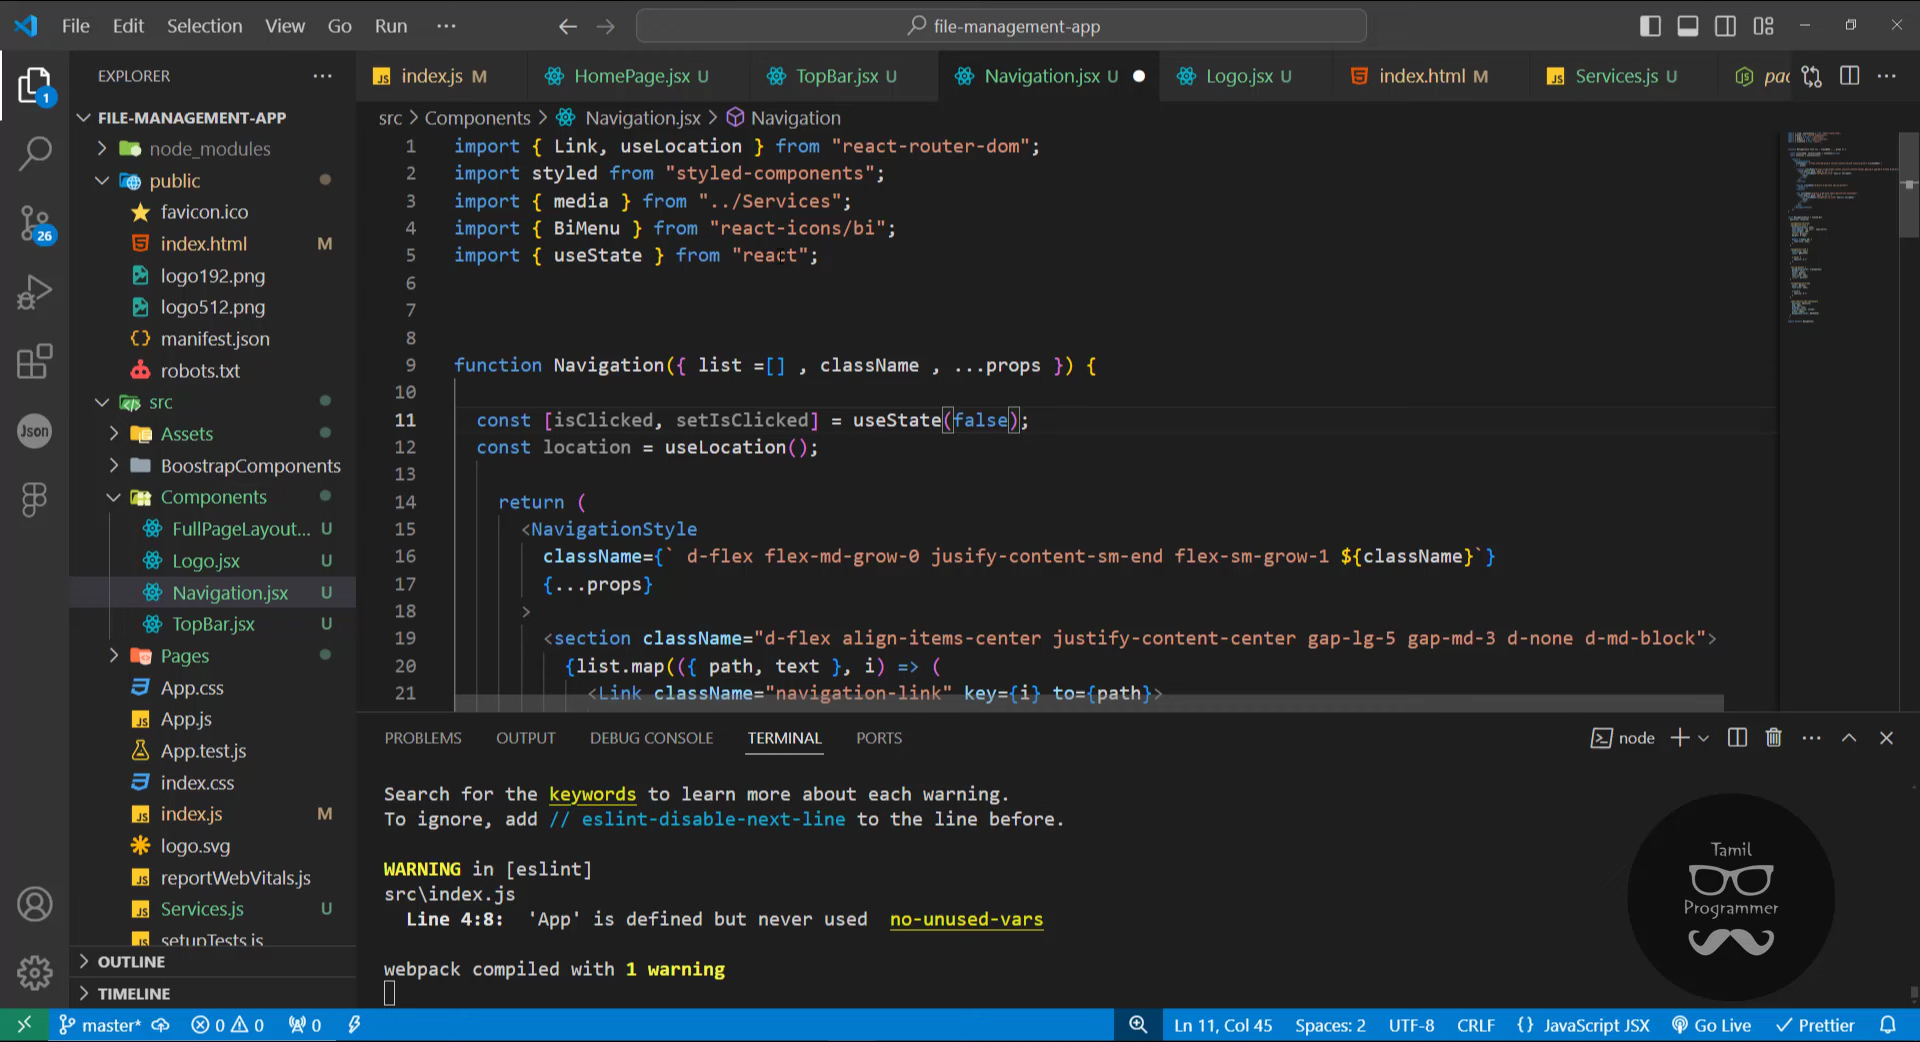 File Edit Selection View Go Run ··· file-management-app
EXPLORER ···
FILE-MANAGEMENT-APP
node_modules
public
favicon.ico
index.html M
logo192.png
logo512.png
manifest.json
robots.txt
src
Assets
BoostrapComponents
Components
FullPageLayout... U
Logo.jsx U
Navigation.jsx U
TopBar.jsx U
Pages
App.css
App.js
App.test.js
index.css
index.js M
logo.svg
reportWebVitals.js
Services.js U
setupTests.js
OUTLINE
TIMELINE
1
26
Json
index.js M HomePage.jsx U TopBar.jsx U Navigation.jsx U Logo.jsx U index.html M Services.js U pac
src > Components > Navigation.jsx > Navigation
1 import { Link, useLocation } from "react-router-dom";
2 import styled from "styled-components";
3 import { media } from "../Services";
4 import { BiMenu } from "react-icons/bi";
5 import { useState } from "react";
6
7
8
9 function Navigation({ list =[] , className , ...props }) {
10
11 const [isClicked, setIsClicked] = useState(false);
12 const location = useLocation();
13
14 return (
15 <NavigationStyle
16 className={` d-flex flex-md-grow-0 jusify-content-sm-end flex-sm-grow-1 ${className}`}
17 {...props}
18 >
19 <section className="d-flex align-items-center justify-content-center gap-lg-5 gap-md-3 d-none d-md-block">
20 {list.map(({ path, text }, i) => (
21 <Link className="navigation-link" key={i} to={path}>
PROBLEMS OUTPUT DEBUG CONSOLE TERMINAL PORTS node
Search for the keywords to learn more about each warning.
To ignore, add // eslint-disable-next-line to the line before.
WARNING in [eslint]
src\index.js
Line 4:8: 'App' is defined but never used no-unused-vars
webpack compiled with 1 warning
Tamil
Programmer
master* 0 0 0 Ln 11, Col 45 Spaces: 2 UTF-8 CRLF {} JavaScript JSX Go Live Prettier